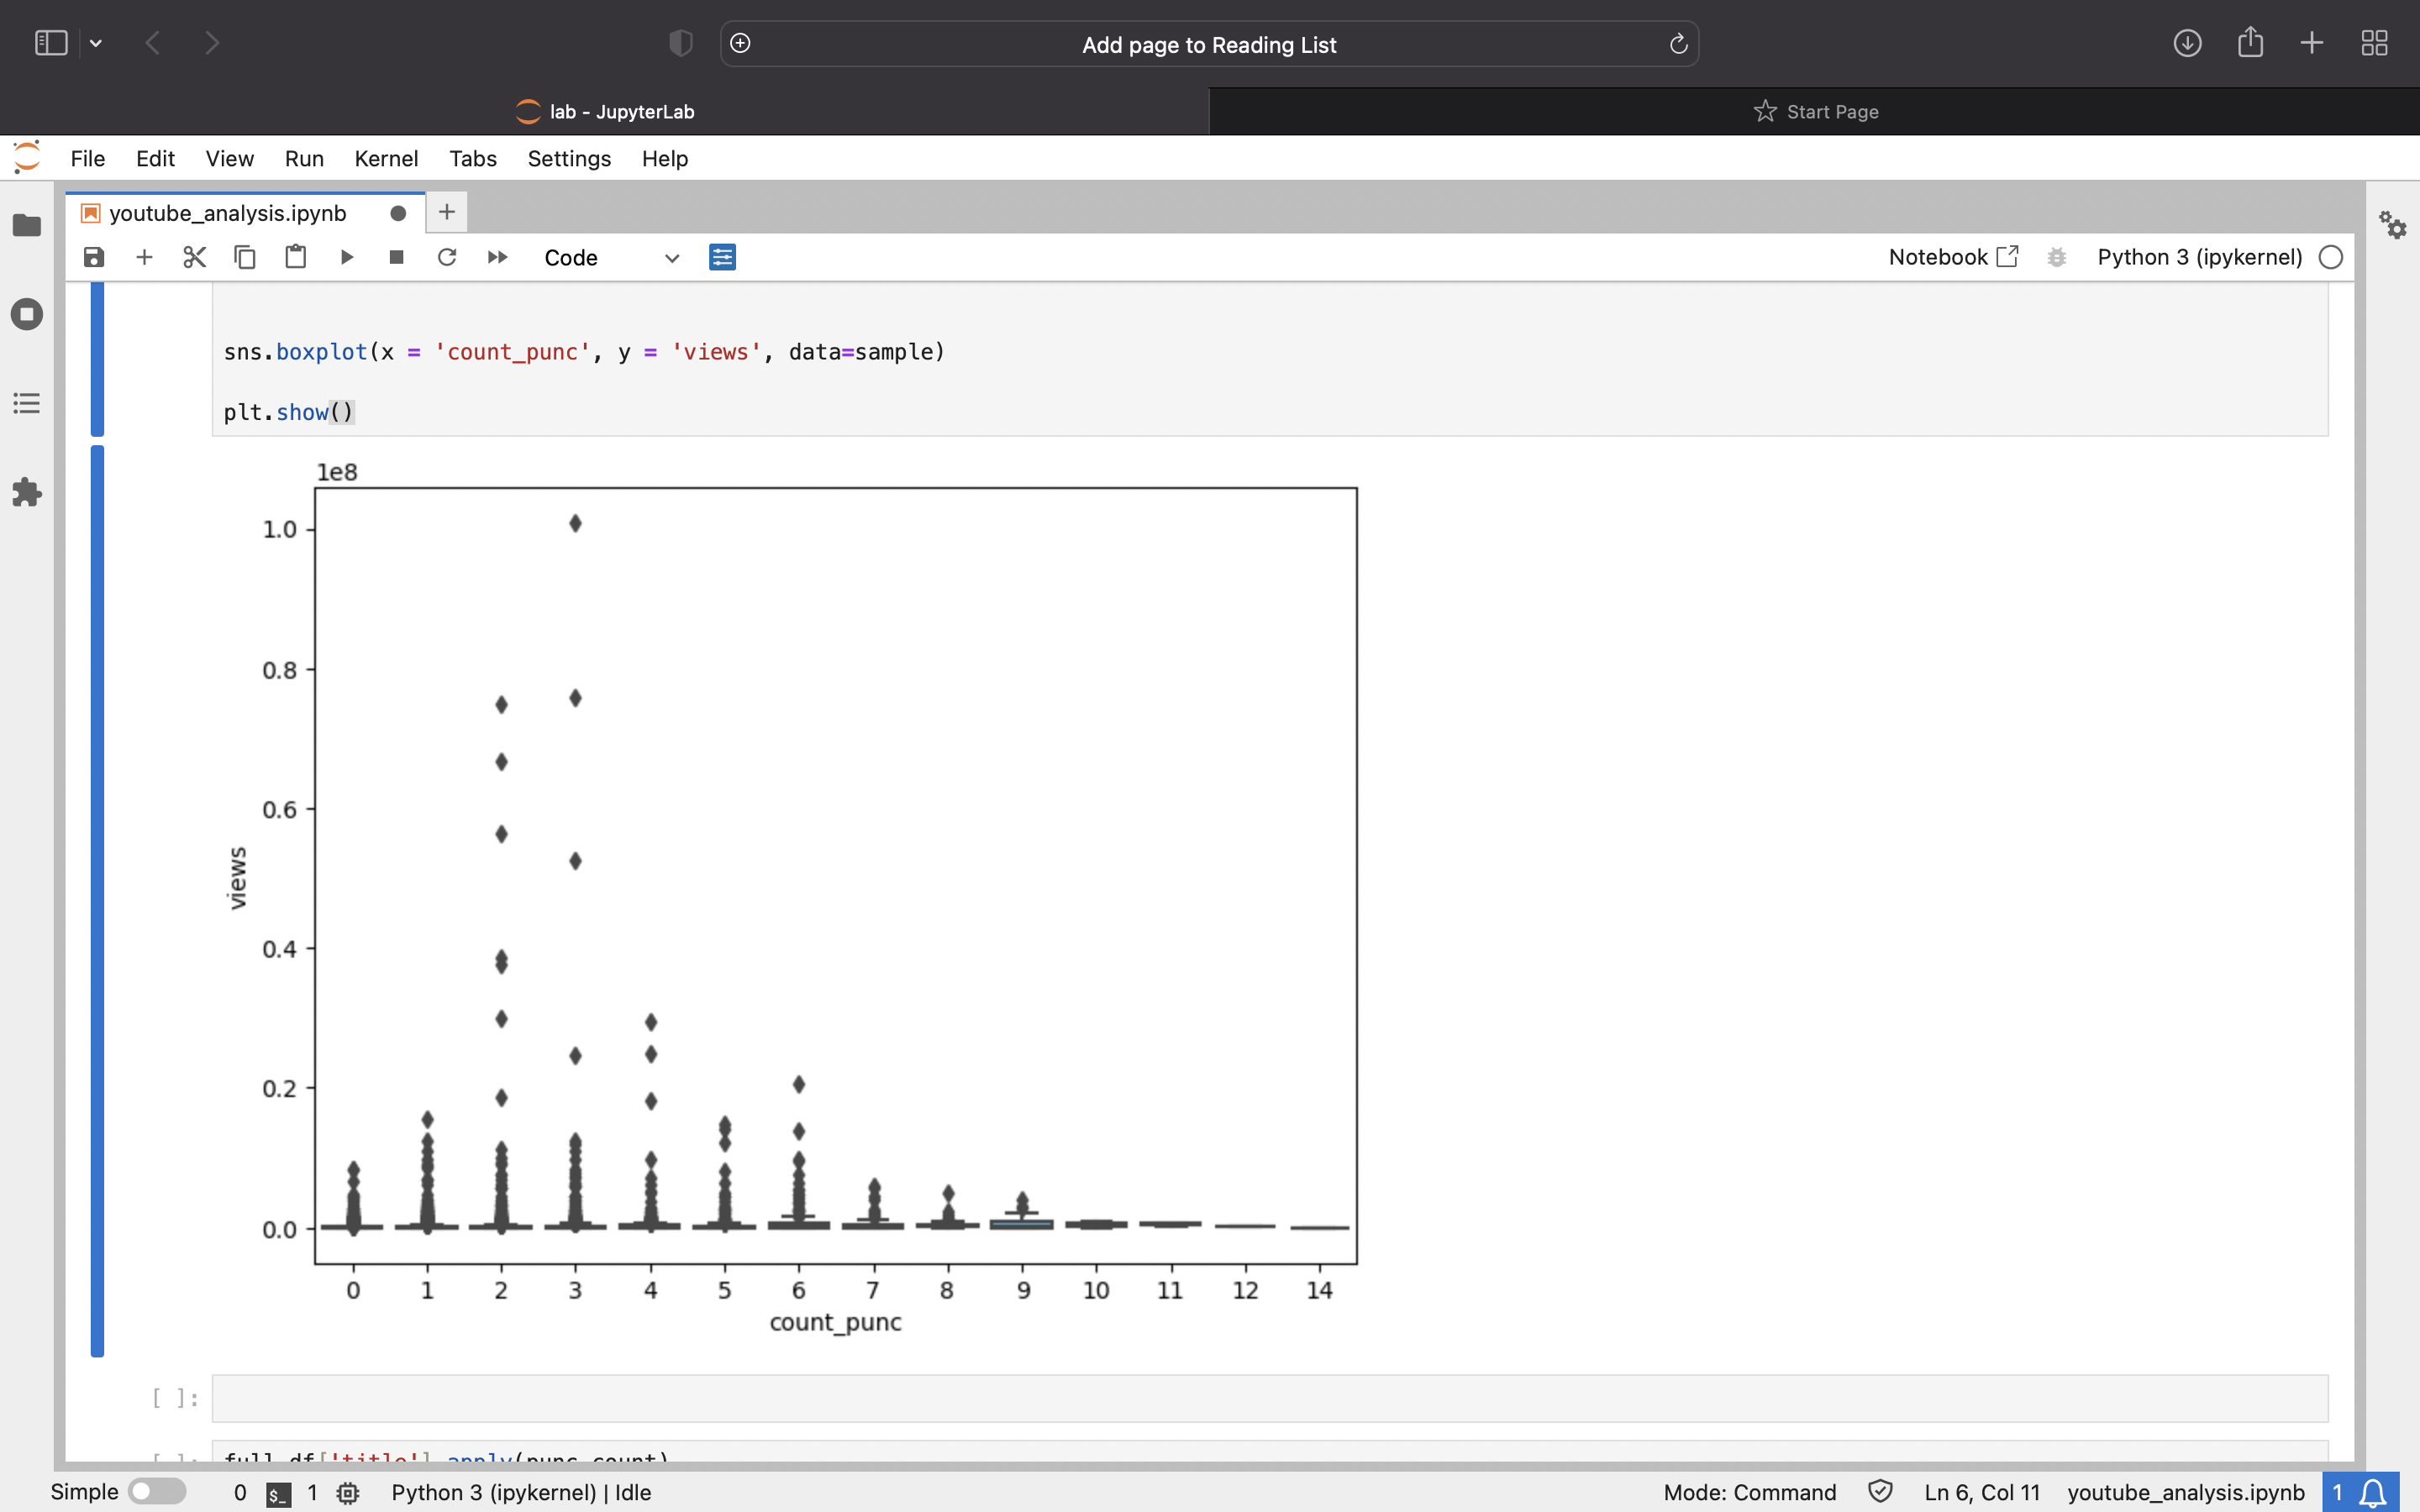 Add page to Reading List
lab - JupyterLab
Start Page
File Edit View Run Kernel Tabs Settings Help
youtube_analysis.ipynb
Code
Notebook
Python 3 (ipykernel)
sns.boxplot(x = 'count_punc', y = 'views', data=sample)
plt.show()
1e8
1.0
0.8
0.6
0.4
0.2
0.0
views
0 1 2 3 4 5 6 7 8 9 10 11 12 14
count_punc
[ ]:
[ ]: full_df['title'].apply(punc_count)
Simple 0 $_ 1 Python 3 (ipykernel) | Idle Mode: Command Ln 6, Col 11 youtube_analysis.ipynb 1